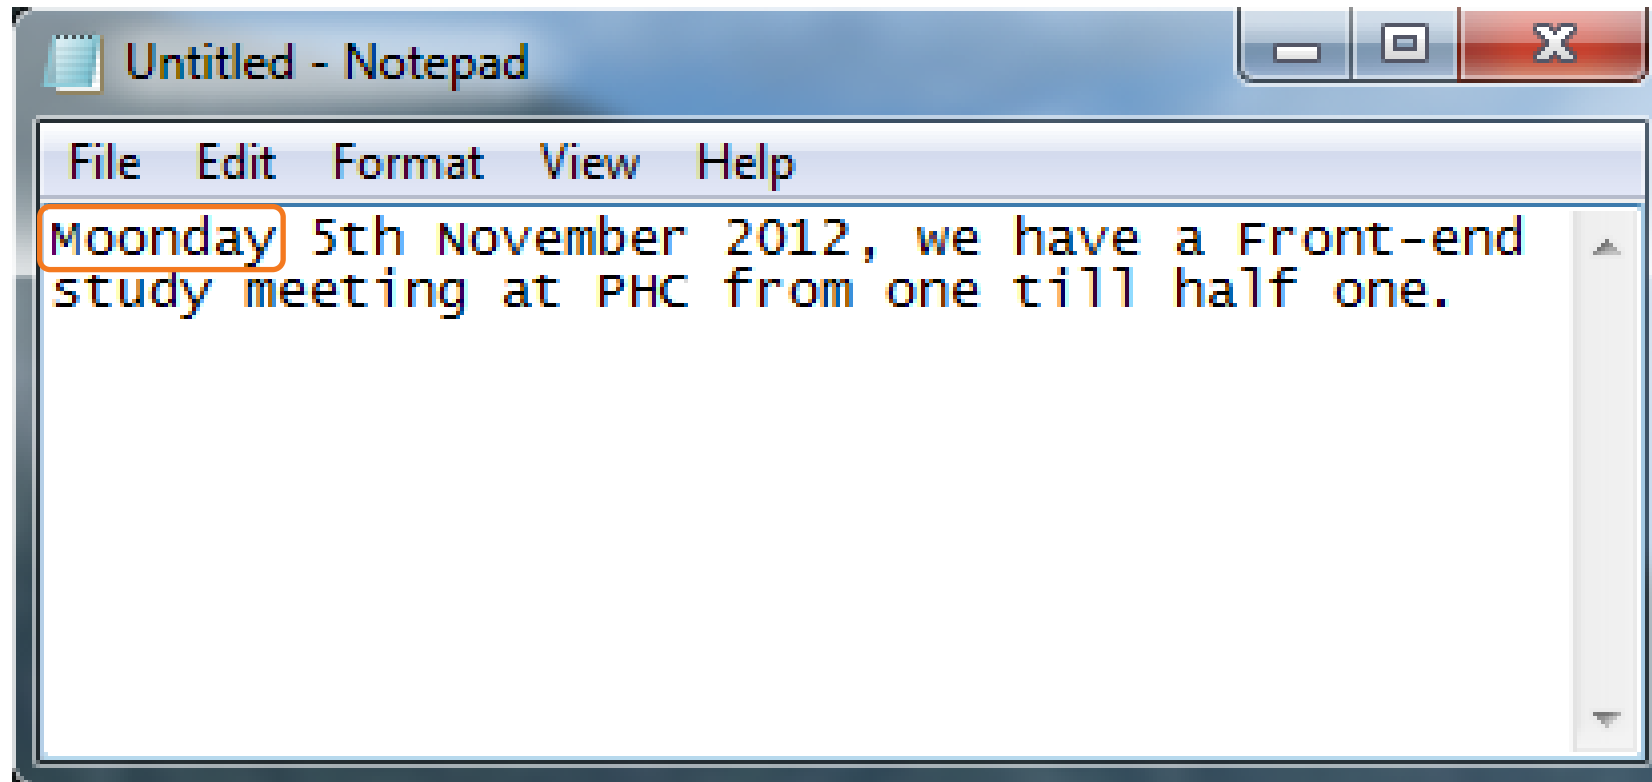 Untitled - Notepad
File Edit Format View Help
Moonday 5th November 2012, we have a Front-end
study meeting at PHC from one till half one.